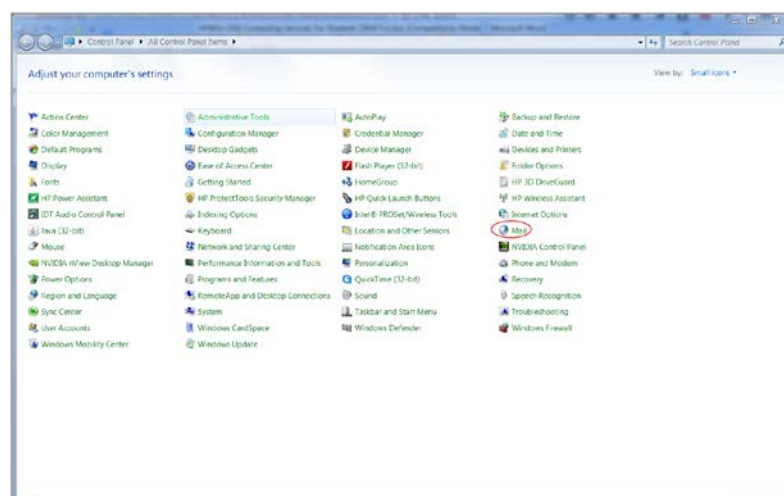 Control Panel ▸ All Control Panel Items ▸
Search Control Panel
Adjust your computer's settings
View by: Small icons
Action Center
Administrative Tools
AutoPlay
Backup and Restore
Color Management
Configuration Manager
Credential Manager
Date and Time
Default Programs
Desktop Gadgets
Device Manager
Devices and Printers
Display
Ease of Access Center
Flash Player (32-bit)
Folder Options
Fonts
Getting Started
HomeGroup
HP 3D DriveGuard
HP Power Assistant
HP ProtectTools Security Manager
HP Quick Launch Buttons
HP Wireless Assistant
IDT Audio Control Panel
Indexing Options
Intel® PROSet/Wireless Tools
Internet Options
Java (32-bit)
Keyboard
Location and Other Sensors
Mail
Mouse
Network and Sharing Center
Notification Area Icons
NVIDIA Control Panel
NVIDIA nView Desktop Manager
Performance Information and Tools
Personalization
Phone and Modem
Power Options
Programs and Features
QuickTime (32-bit)
Recovery
Region and Language
RemoteApp and Desktop Connections
Sound
Speech Recognition
Sync Center
System
Taskbar and Start Menu
Troubleshooting
User Accounts
Windows CardSpace
Windows Defender
Windows Firewall
Windows Mobility Center
Windows Update